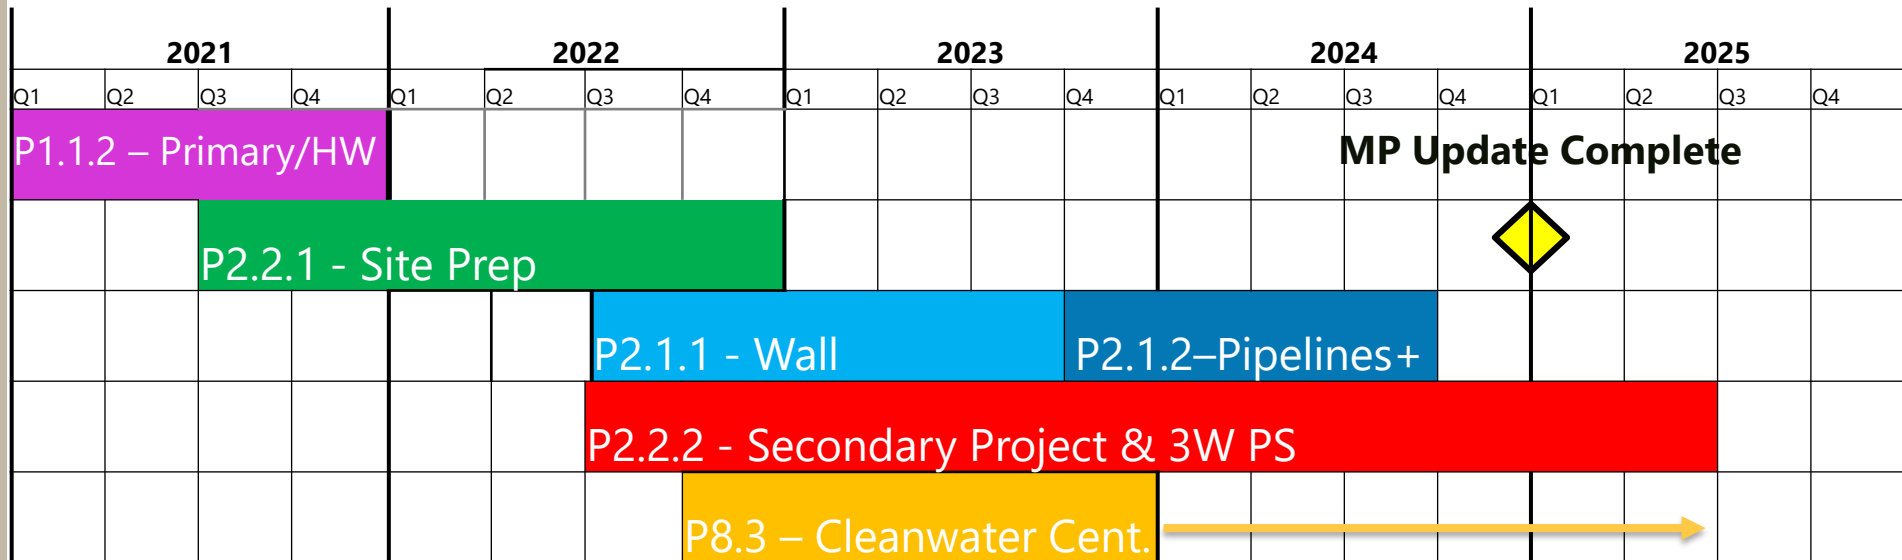 2021 2022 2023 2024 2025
Q1 Q2 Q3 Q4 Q1 Q2 Q3 Q4 Q1 Q2 Q3 Q4 Q1 Q2 Q3 Q4 Q1 Q2 Q3 Q4
P1.1.2 – Primary/HW
MP Update Complete
P2.2.1 - Site Prep
P2.1.1 - Wall
P2.1.2–Pipelines+
P2.2.2 - Secondary Project & 3W PS
P8.3 – Cleanwater Cent.